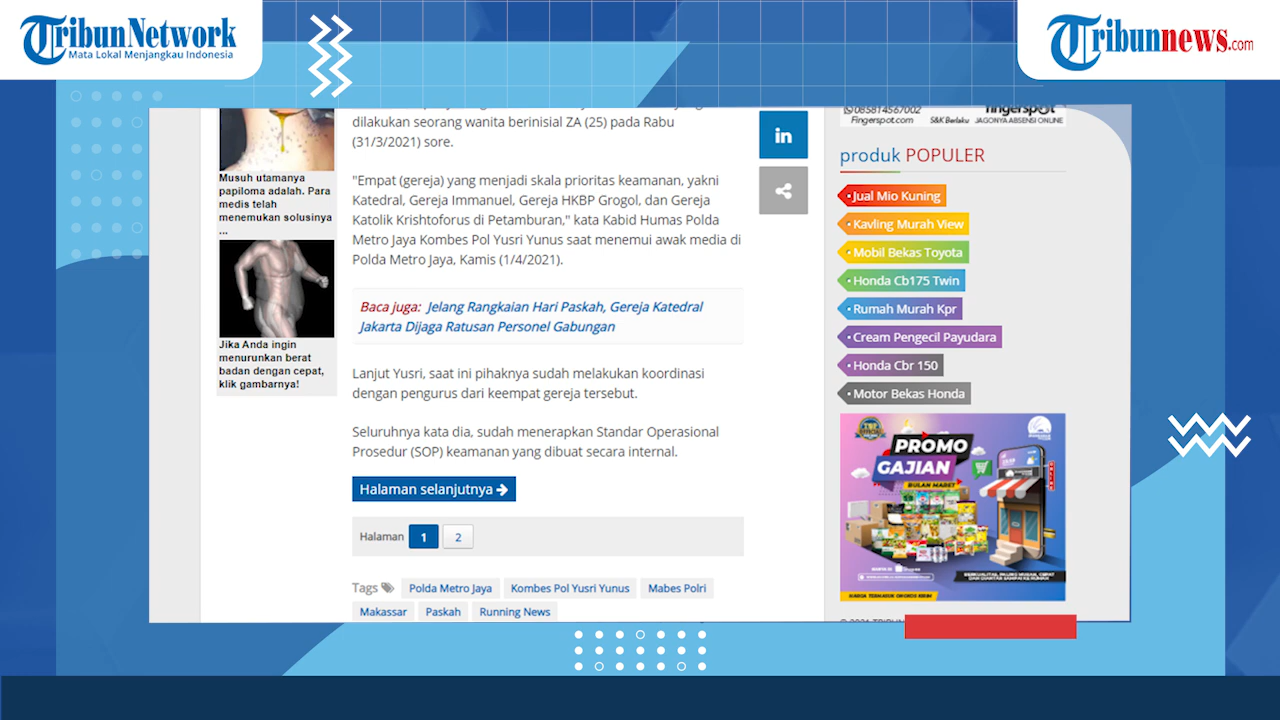 TribunNetwork
Mata Lokal Menjangkau Indonesia
Tribunnews.com
dilakukan seorang wanita berinisial ZA (25) pada Rabu
(31/3/2021) sore.
"Empat (gereja) yang menjadi skala prioritas keamanan, yakni
Katedral, Gereja Immanuel, Gereja HKBP Grogol, dan Gereja
Katolik Krishtoforus di Petamburan," kata Kabid Humas Polda
Metro Jaya Kombes Pol Yusri Yunus saat menemui awak media di
Polda Metro Jaya, Kamis (1/4/2021).
Baca juga: Jelang Rangkaian Hari Paskah, Gereja Katedral
Jakarta Dijaga Ratusan Personel Gabungan
Lanjut Yusri, saat ini pihaknya sudah melakukan koordinasi
dengan pengurus dari keempat gereja tersebut.
Seluruhnya kata dia, sudah menerapkan Standar Operasional
Prosedur (SOP) keamanan yang dibuat secara internal.
Halaman selanjutnya
Halaman 1 2
Tags Polda Metro Jaya Kombes Pol Yusri Yunus Mabes Polri
Makassar Paskah Running News
Musuh utamanya
papiloma adalah. Para
medis telah
menemukan solusinya
...
Jika Anda ingin
menurunkan berat
badan dengan cepat,
klik gambarnya!
in
fingerspot
Fingerspot.com S&K Berlaku JAGONYA ABSENSI ONLINE
produk POPULER
Jual Mio Kuning
Kavling Murah View
Mobil Bekas Toyota
Honda Cb175 Twin
Rumah Murah Kpr
Cream Pengecil Payudara
Honda Cbr 150
Motor Bekas Honda
PROMO
GAJIAN
BULAN MARET